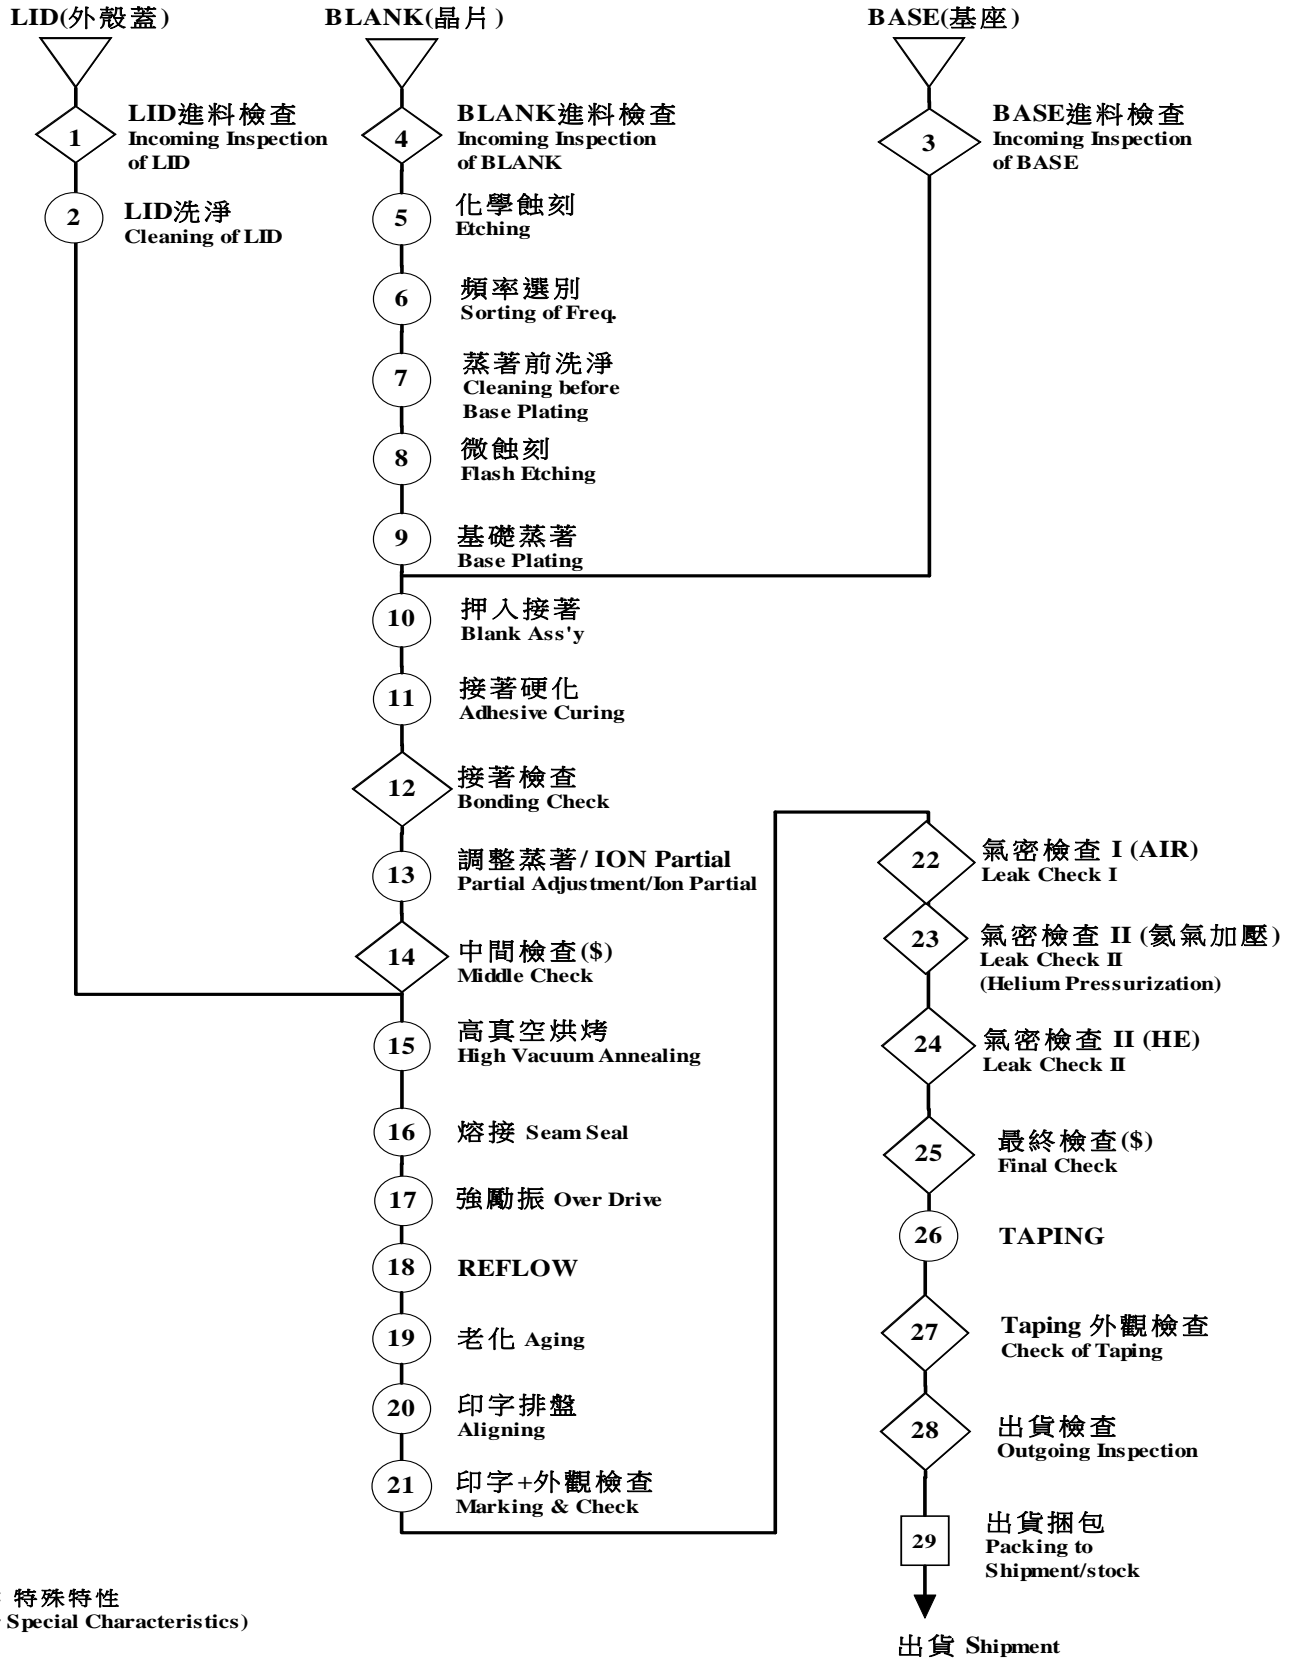 LID(外殼蓋)
BLANK(晶片)
BASE(基座)
1
LID進料檢查
Incoming Inspection
of LID
4
BLANK進料檢查
Incoming Inspection
of BLANK
3
BASE進料檢查
Incoming Inspection
of BASE
2
LID洗淨
Cleaning of LID
5
化學蝕刻
Etching
6
頻率選別
Sorting of Freq.
7
蒸著前洗淨
Cleaning before
Base Plating
8
微蝕刻
Flash Etching
9
基礎蒸著
Base Plating
10
押入接著
Blank Ass'y
11
接著硬化
Adhesive Curing
12
接著檢查
Bonding Check
13
調整蒸著/ ION Partial
Partial Adjustment/Ion Partial
14
中間檢查($)
Middle Check
15
高真空烘烤
High Vacuum Annealing
16
熔接 Seam Seal
17
強勵振 Over Drive
18
REFLOW
19
老化 Aging
20
印字排盤
Aligning
21
印字+外觀檢查
Marking & Check
22
氣密檢查 I (AIR)
Leak Check I
23
氣密檢查 II (氦氣加壓)
Leak Check II
(Helium Pressurization)
24
氣密檢查 II (HE)
Leak Check II
25
最終檢查($)
Final Check
26
TAPING
27
Taping 外觀檢查
Check of Taping
28
出貨檢查
Outgoing Inspection
29
出貨捆包
Packing to
Shipment/stock
出貨 Shipment
特殊特性
Special Characteristics)